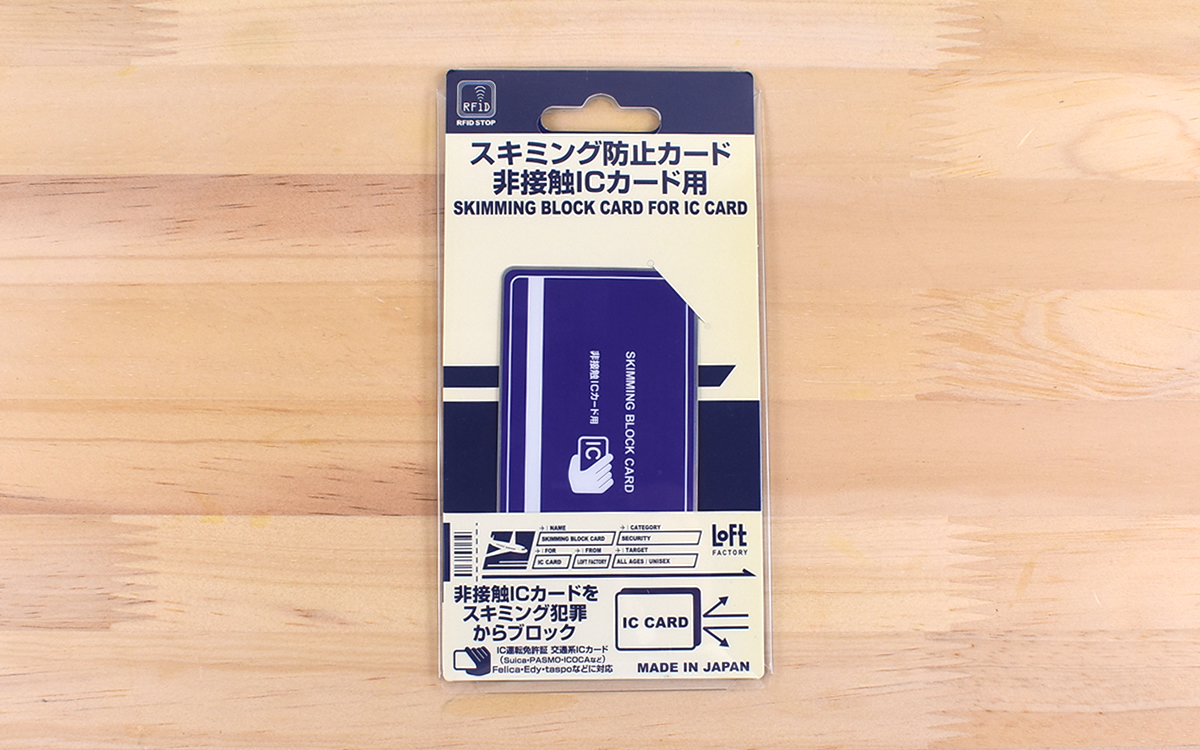 RFiD
RFiD STOP
スキミング防止カード
非接触ICカード用
SKIMMING BLOCK CARD FOR IC CARD
SKIMMING BLOCK CARD
非接触ICカード用
IC
NAME
SKIMMING BLOCK CARD
CATEGORY
SECURITY
FOR
IC CARD
FROM
LOFT FACTORY
TARGET
ALL AGES | UNISEX
LoFt
FACTORY
非接触ICカードを
スキミング犯罪
からブロック
IC運転免許証 交通系ICカード
(Suica・PASMO・ICOCAなど)
Felica・Edy・taspoなどに対応
IC CARD
MADE IN JAPAN